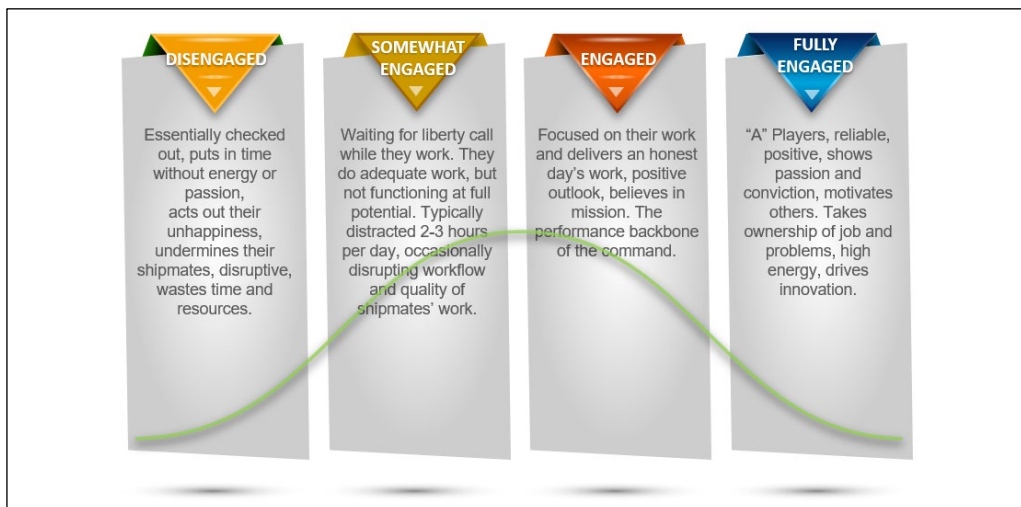 DISENGAGED
Essentially checked
out, puts in time
without energy or
passion,
acts out their
unhappiness,
undermines their
shipmates, disruptive,
wastes time and
resources.
SOMEWHAT
ENGAGED
Waiting for liberty call
while they work. They
do adequate work, but
not functioning at full
potential. Typically
distracted 2-3 hours
per day, occasionally
disrupting workflow
and quality of
shipmates’ work.
ENGAGED
Focused on their work
and delivers an honest
day’s work, positive
outlook, believes in
mission. The
performance backbone
of the command.
FULLY
ENGAGED
“A” Players, reliable,
positive, shows
passion and
conviction, motivates
others. Takes
ownership of job and
problems, high
energy, drives
innovation.